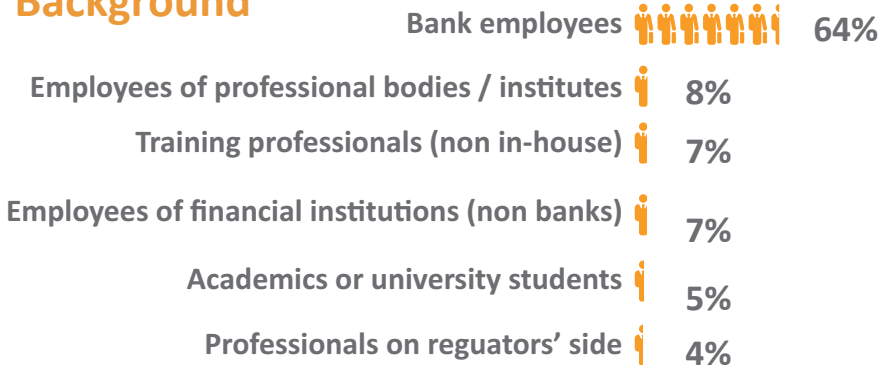 Background
Bank employees 64%
Employees of professional bodies / institutes 8%
Training professionals (non in-house) 7%
Employees of financial institutions (non banks) 7%
Academics or university students 5%
Professionals on reguators’ side 4%